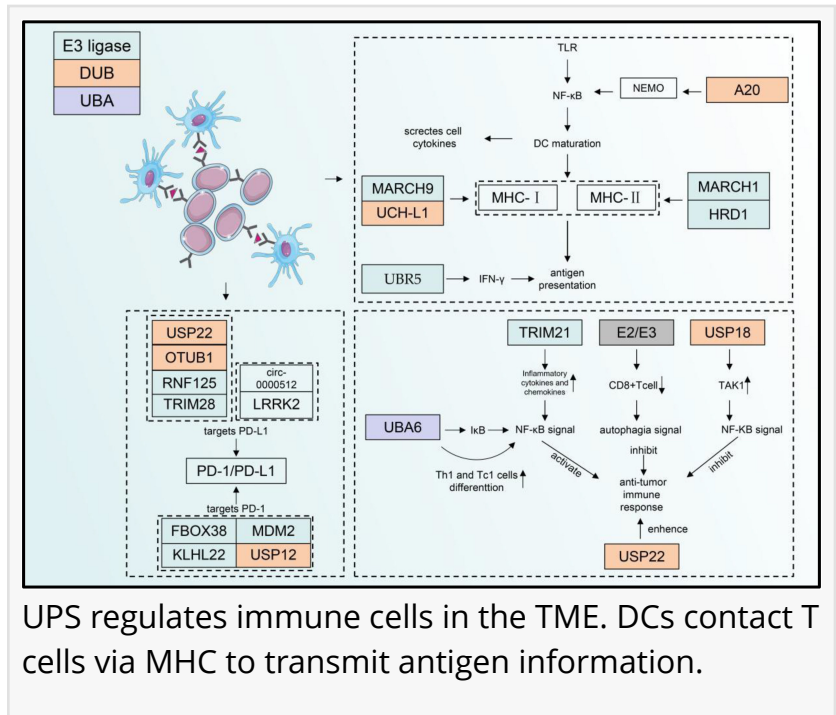 E3 ligase
DUB
UBA
TLR
NF-κB
NEMO
A20
screctes cell
cytokines
DC maturation
MARCH9
UCH-L1
MHC-Ⅰ
MHC-Ⅱ
MARCH1
HRD1
UBR5
IFN-γ
antigen
presentation
USP22
OTUB1
RNF125
TRIM28
circ-
0000512
LRRK2
targets PD-L1
PD-1/PD-L1
targets PD-1
FBOX38
MDM2
KLHL22
USP12
TRIM21
E2/E3
USP18
Inflammatory
cytokines and
chemokines
CD8+Tcell
TAK1
UBA6
IκB
NF-κB signal
autophagia signal
NF-KB signal
Th1 and Tc1 cells
differenttion
activate
inhibit
inhibit
anti-tumor
immune
response
enhence
USP22
UPS regulates immune cells in the TME. DCs contact T
cells via MHC to transmit antigen information.